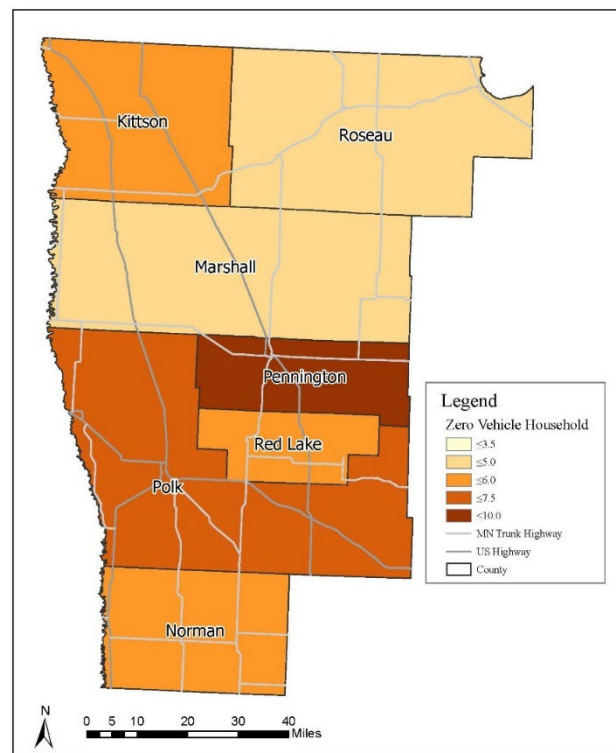 Kittson
Roseau
Marshall
Pennington
Red Lake
Polk
Norman
Legend
Zero Vehicle Household
≤3.5
≤5.0
≤6.0
≤7.5
<10.0
MN Trunk Highway
US Highway
County
N
0 5 10 20 30 40
Miles